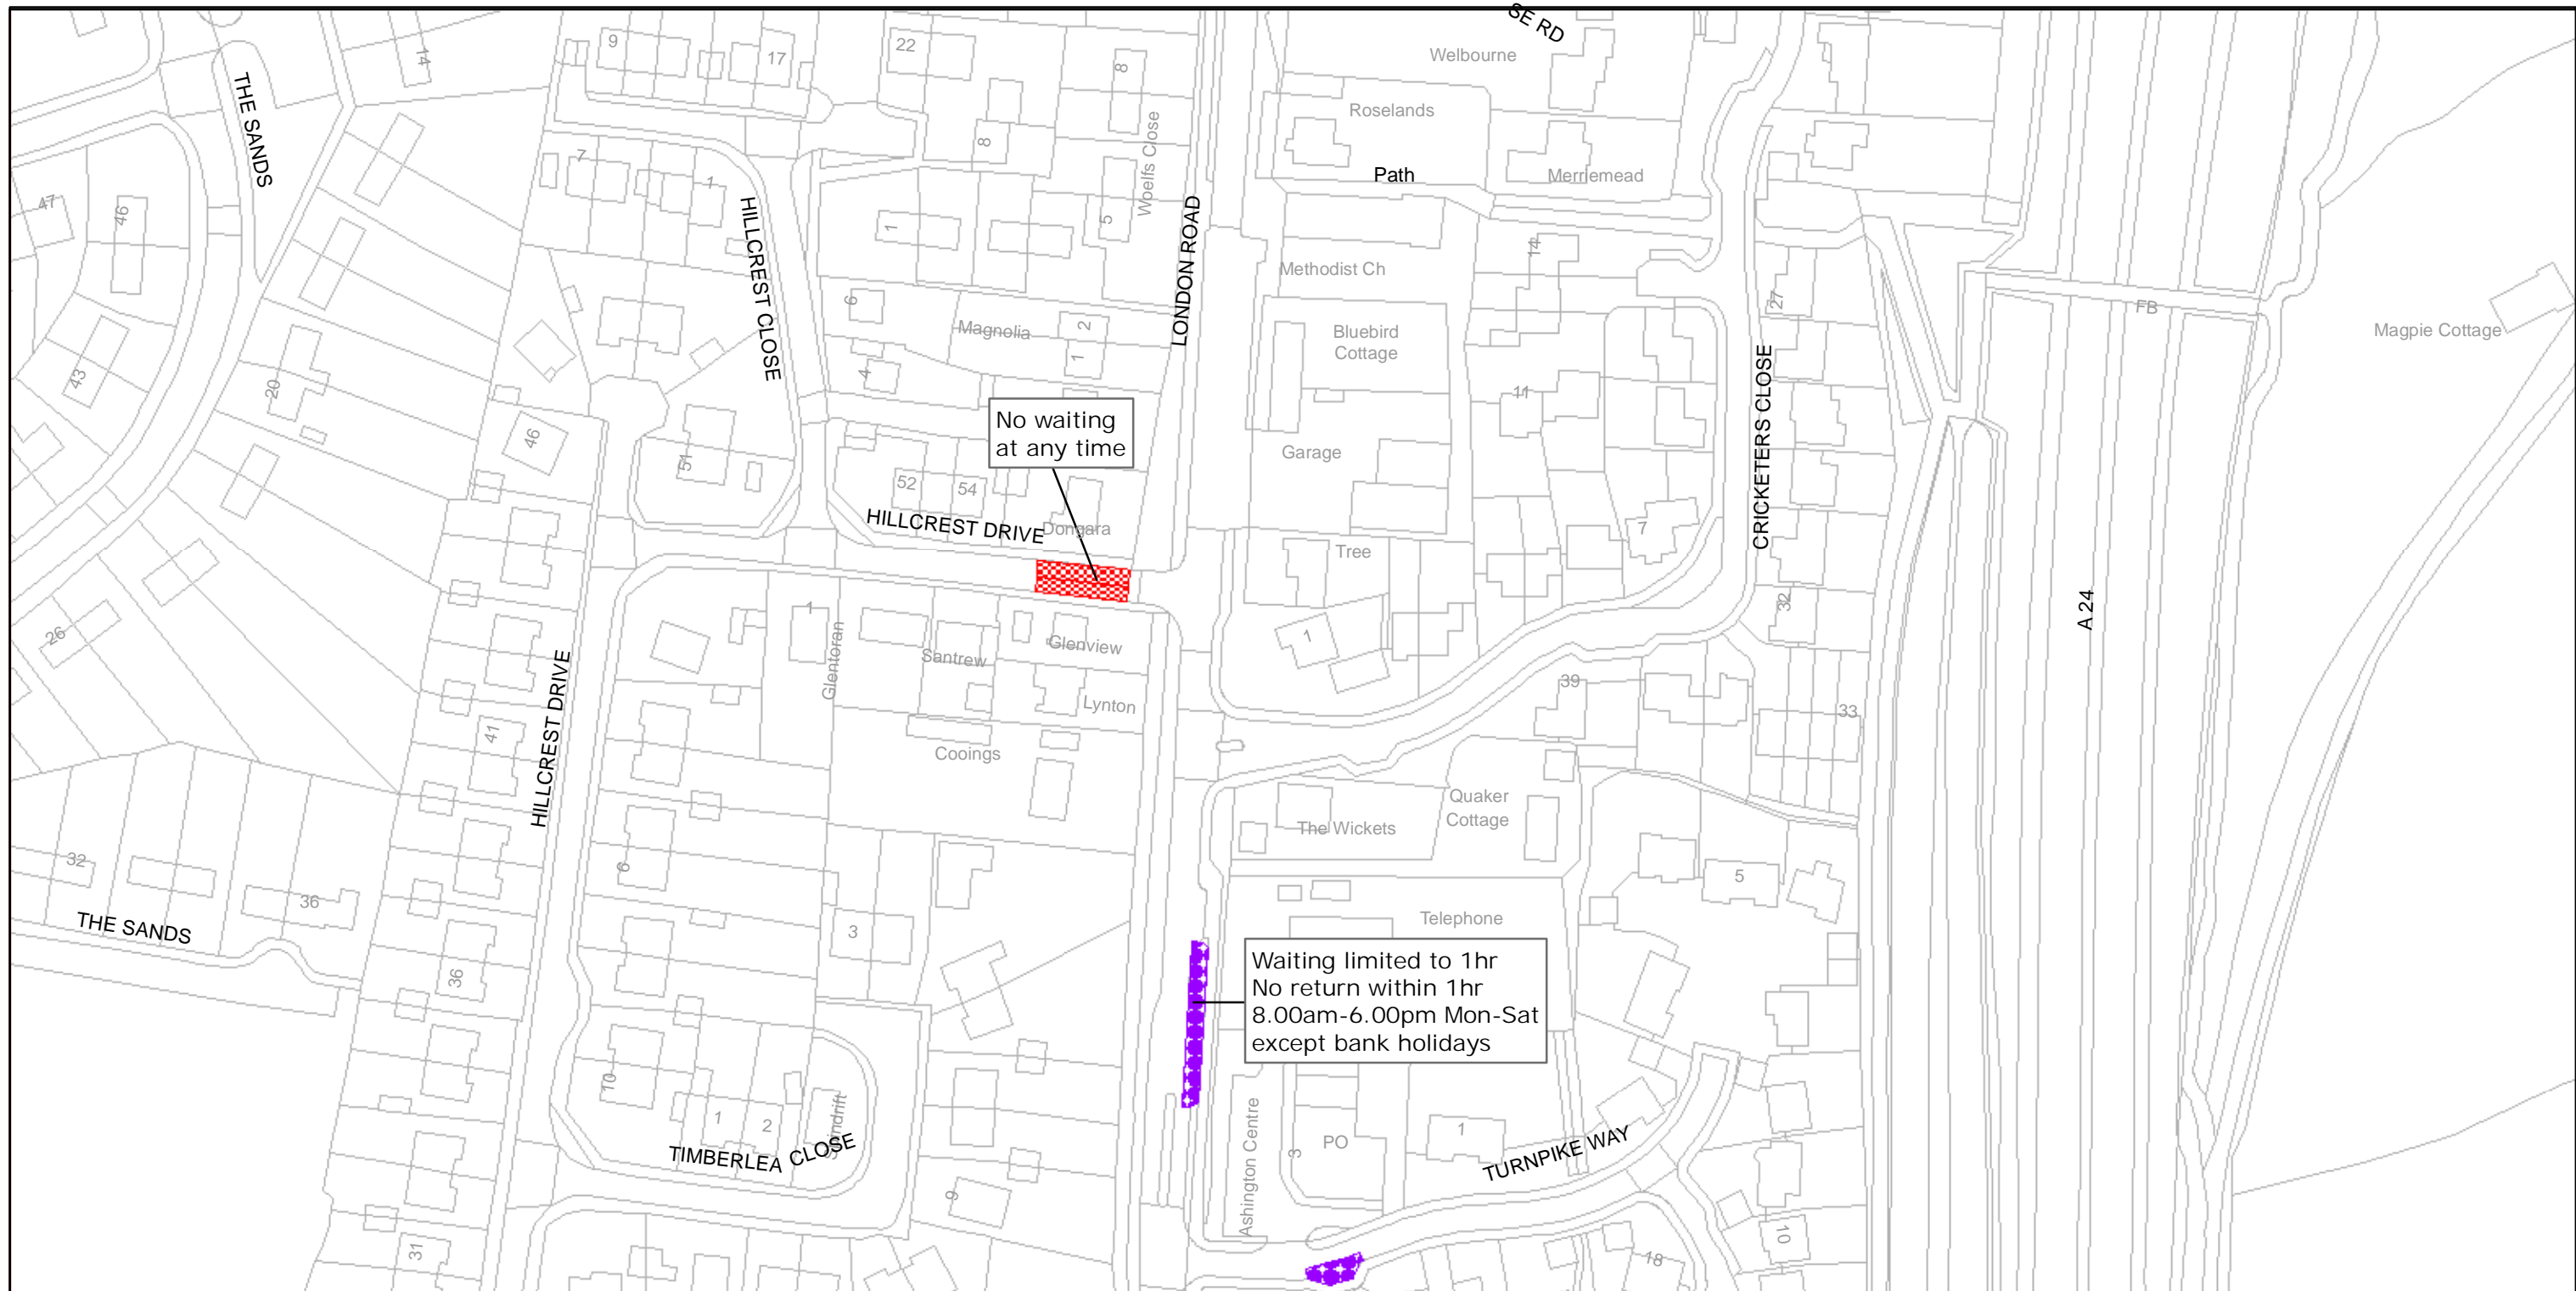 SE RD
9
17
14
22
8
Welbourne
THE SANDS
Roselands
8
Woelfs Close
7
1
Path
Merriemead
47
46
HILLCREST CLOSE
1
5
LONDON ROAD
14
Methodist Ch
27
FB
6
Magnolia
2
1
Bluebird
Cottage
Magpie Cottage
43
20
4
11
CRICKETERS CLOSE
No waiting
at any time
46
51
52
54
Garage
HILLCREST DRIVE
Dongara
7
Tree
A 24
32
26
1
Glentoran
Santrew
Glenview
1
HILLCREST DRIVE
Lynton
39
33
41
Cooings
Quaker
Cottage
The Wickets
32
6
5
36
THE SANDS
3
Telephone
36
Waiting limited to 1hr
No return within 1hr
8.00am-6.00pm Mon-Sat
except bank holidays
10
1
2
TIMBERLEA CLOSE
Ashington Centre
3
PO
1
TURNPIKE WAY
9
31
18
10